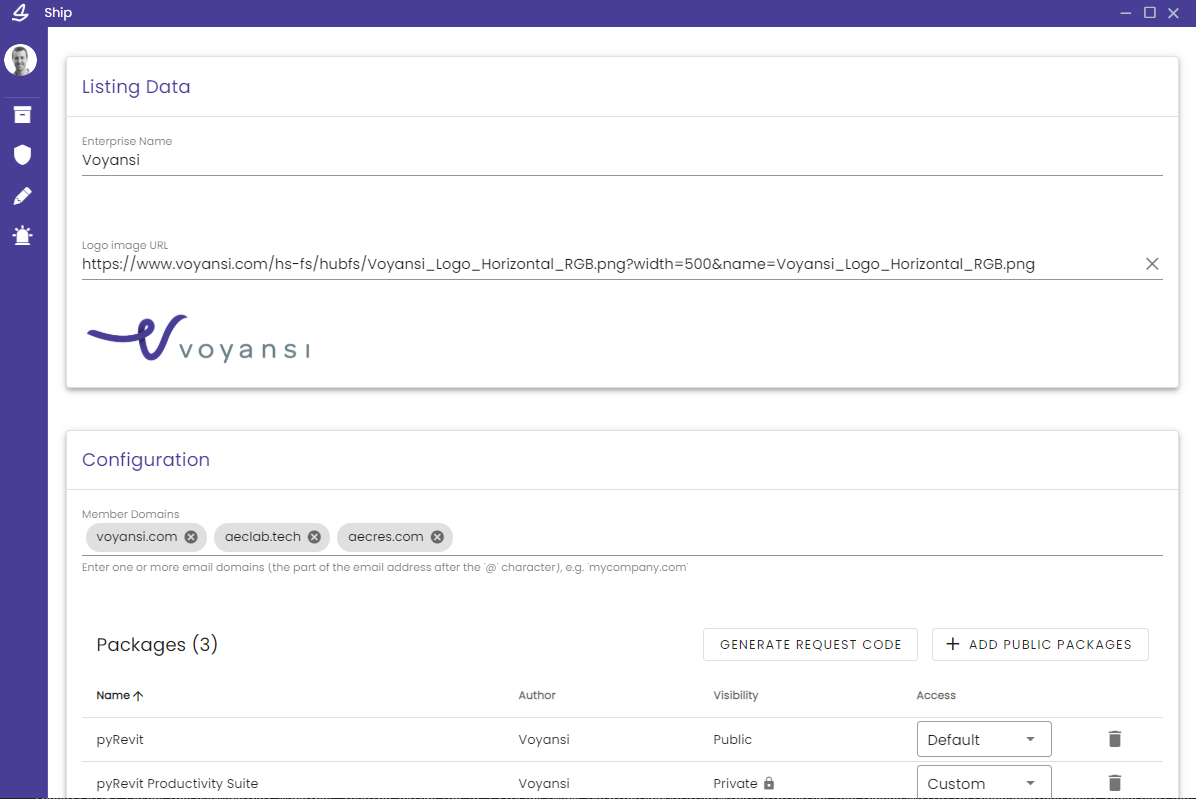 Ship
Listing Data
Enterprise Name
Voyansi
Logo image URL
https://www.voyansi.com/hs-fs/hubfs/Voyansi_Logo_Horizontal_RGB.png?width=500&name=Voyansi_Logo_Horizontal_RGB.png
voyansi
Configuration
Member Domains
voyansi.com aeclab.tech aecres.com
Enter one or more email domains (the part of the email address after the '@' character), e.g. 'mycompany.com'
Packages (3) GENERATE REQUEST CODE + ADD PUBLIC PACKAGES
Name Author Visibility Access
pyRevit Voyansi Public Default
pyRevit Productivity Suite Voyansi Private Custom